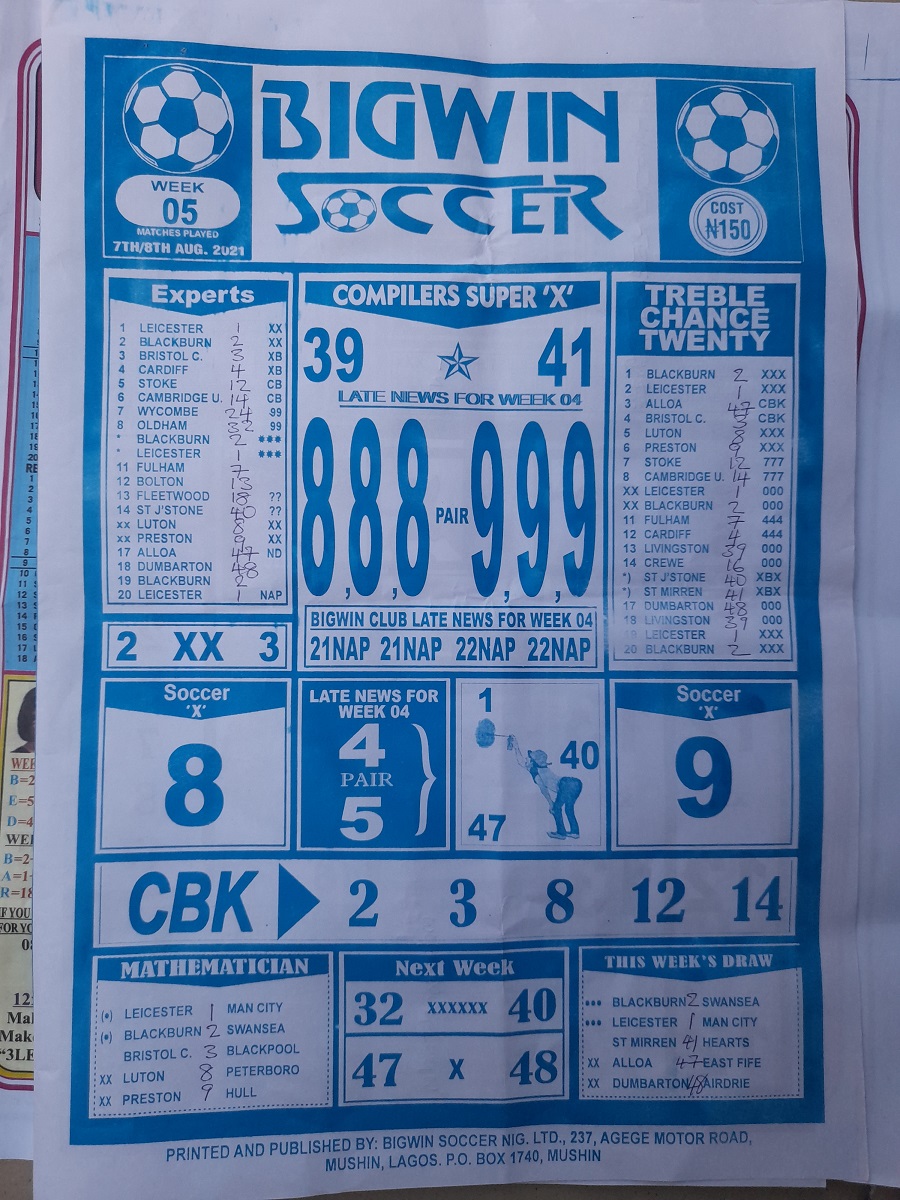 BIGWIN
SOCCER
WEEK
05
MATCHES PLAYED
7TH/8TH AUG. 2021
COST
₦150
Experts
1 LEICESTER 1 XX
2 BLACKBURN 2 XX
3 BRISTOL C. 3 XB
4 CARDIFF 4 XB
5 STOKE 12 CB
6 CAMBRIDGE U. 14 CB
7 WYCOMBE 24 99
8 OLDHAM 32 99
* BLACKBURN 2 ***
* LEICESTER 1 ***
11 FULHAM 7
12 BOLTON 13
13 FLEETWOOD 18 ??
14 ST J'STONE 40 ??
xx LUTON 8 XX
xx PRESTON 9 XX
17 ALLOA 47 ND
18 DUMBARTON 48
19 BLACKBURN 2
20 LEICESTER 1 NAP
2 XX 3
COMPILERS SUPER 'X'
39 41
LATE NEWS FOR WEEK 04
8,8,8 PAIR 9,9,9
BIGWIN CLUB LATE NEWS FOR WEEK 04
21NAP 21NAP 22NAP 22NAP
TREBLE
CHANCE
TWENTY
1 BLACKBURN 2 XXX
2 LEICESTER 1 XXX
3 ALLOA 47 CBK
4 BRISTOL C. 3 CBK
5 LUTON 8 XXX
6 PRESTON 9 XXX
7 STOKE 12 777
8 CAMBRIDGE U. 14 777
XX LEICESTER 1 000
XX BLACKBURN 2 000
11 FULHAM 7 444
12 CARDIFF 4 444
13 LIVINGSTON 39 000
14 CREWE 16 000
*) ST J'STONE 40 XBX
*) ST MIRREN 41 XBX
17 DUMBARTON 48 000
18 LIVINGSTON 39 000
19 LEICESTER 1 XXX
20 BLACKBURN 2 XXX
Soccer
'X'
8
LATE NEWS FOR
WEEK 04
4
PAIR
5
1
40
47
Soccer
'X'
9
CBK 2 3 8 12 14
MATHEMATICIAN
(•) LEICESTER 1 MAN CITY
(•) BLACKBURN 2 SWANSEA
BRISTOL C. 3 BLACKPOOL
XX LUTON 8 PETERBORO
XX PRESTON 9 HULL
Next Week
32 XXXXXX 40
47 X 48
THIS WEEK'S DRAW
••• BLACKBURN 2 SWANSEA
••• LEICESTER 1 MAN CITY
ST MIRREN 41 HEARTS
XX ALLOA 47 EAST FIFE
XX DUMBARTON 48 AIRDRIE
PRINTED AND PUBLISHED BY: BIGWIN SOCCER NIG. LTD., 237, AGEGE MOTOR ROAD,
MUSHIN, LAGOS. P.O. BOX 1740, MUSHIN